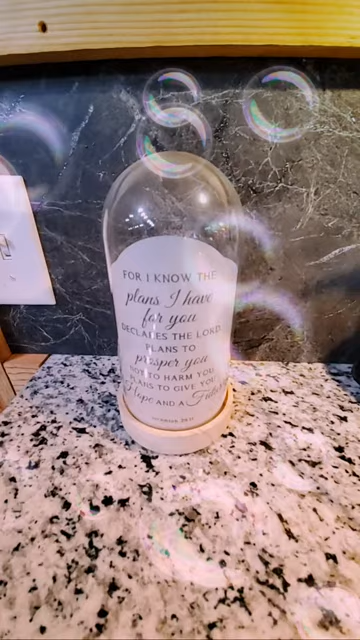 FOR I KNOW THE
plans I have
for you
DECLARES THE LORD,
PLANS TO
prosper you
NOT TO HARM YOU,
PLANS TO GIVE YOU
Hope AND A Future